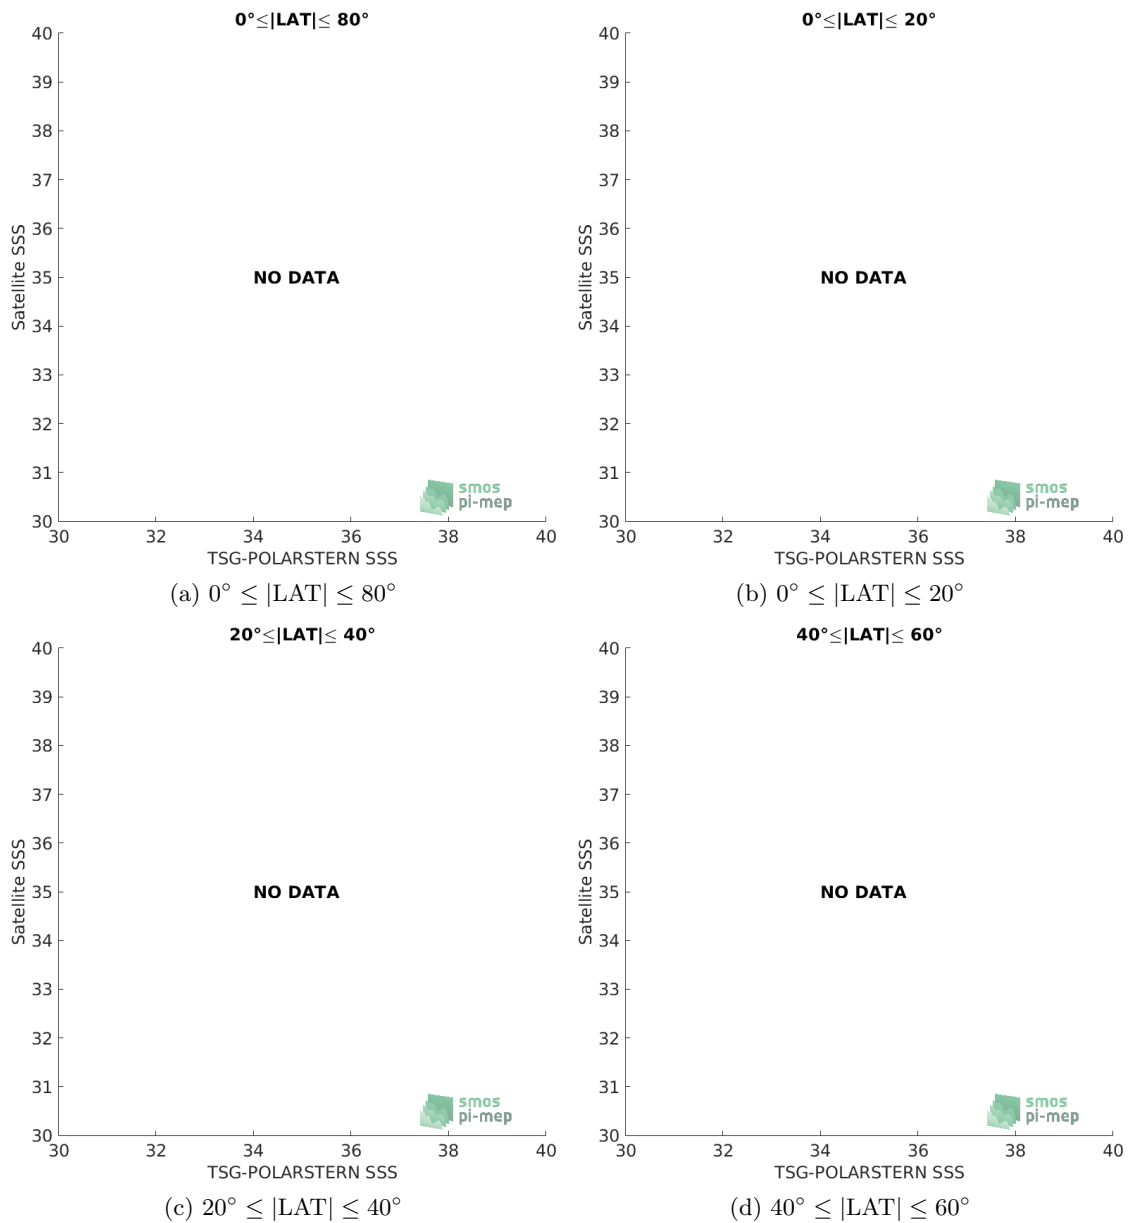 0°≤|LAT|≤ 80°
40
39
38
37
36
35
34
33
32
31
30
Satellite SSS
NO DATA
smos
pi-mep
30 32 34 36 38 40
TSG-POLARSTERN SSS
(a) 0° ≤ |LAT| ≤ 80°
0°≤|LAT|≤ 20°
40
39
38
37
36
35
34
33
32
31
30
Satellite SSS
NO DATA
smos
pi-mep
30 32 34 36 38 40
TSG-POLARSTERN SSS
(b) 0° ≤ |LAT| ≤ 20°
20°≤|LAT|≤ 40°
40
39
38
37
36
35
34
33
32
31
30
Satellite SSS
NO DATA
smos
pi-mep
30 32 34 36 38 40
TSG-POLARSTERN SSS
(c) 20° ≤ |LAT| ≤ 40°
40°≤|LAT|≤ 60°
40
39
38
37
36
35
34
33
32
31
30
Satellite SSS
NO DATA
smos
pi-mep
30 32 34 36 38 40
TSG-POLARSTERN SSS
(d) 40° ≤ |LAT| ≤ 60°